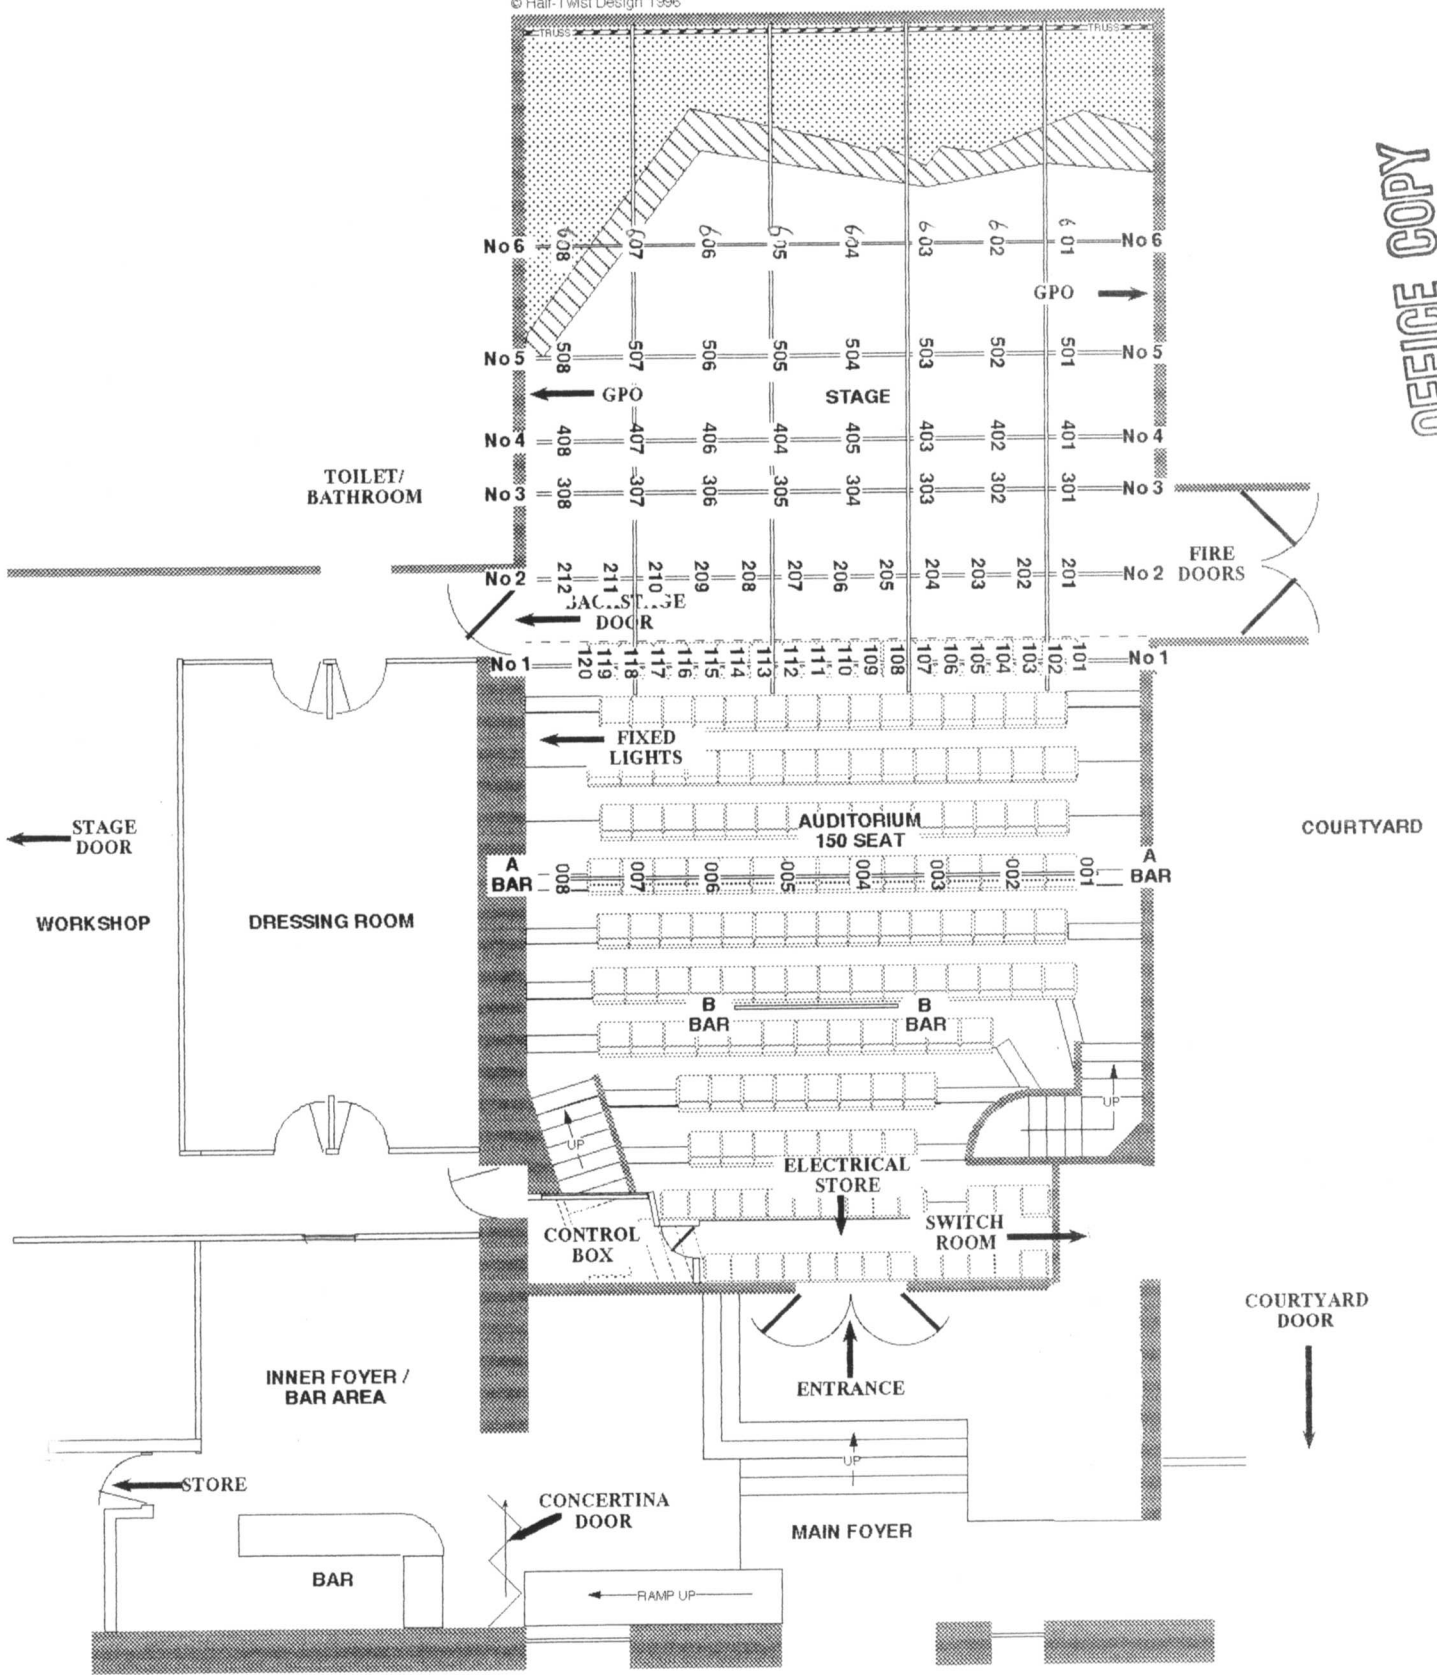 © Half-Twist Design 1996
TRUSS TRUSS
OFFICE COPY
No 6 608 607 606 605 604 603 602 601 No 6
GPO
No 5 508 507 506 505 504 503 502 501 No 5
GPO
STAGE
No 4 408 407 406 404 405 403 402 401 No 4
TOILET/
BATHROOM
No 3 308 307 306 305 304 303 302 301 No 3
FIRE
DOORS
No 2 212 211 210 209 208 207 206 205 204 203 202 201 No 2
BACKSTAGE
DOOR
No 1 120 119 118 117 116 115 114 113 112 111 110 109 108 107 106 105 104 103 102 101 No 1
FIXED
LIGHTS
STAGE
DOOR
AUDITORIUM
150 SEAT
COURTYARD
A
BAR
008 007 006 005 004 003 002 001
A
BAR
WORKSHOP
DRESSING ROOM
B
BAR
B
BAR
UP
UP
ELECTRICAL
STORE
CONTROL
BOX
SWITCH
ROOM
COURTYARD
DOOR
INNER FOYER /
BAR AREA
ENTRANCE
UP
STORE
CONCERTINA
DOOR
MAIN FOYER
BAR
RAMP UP